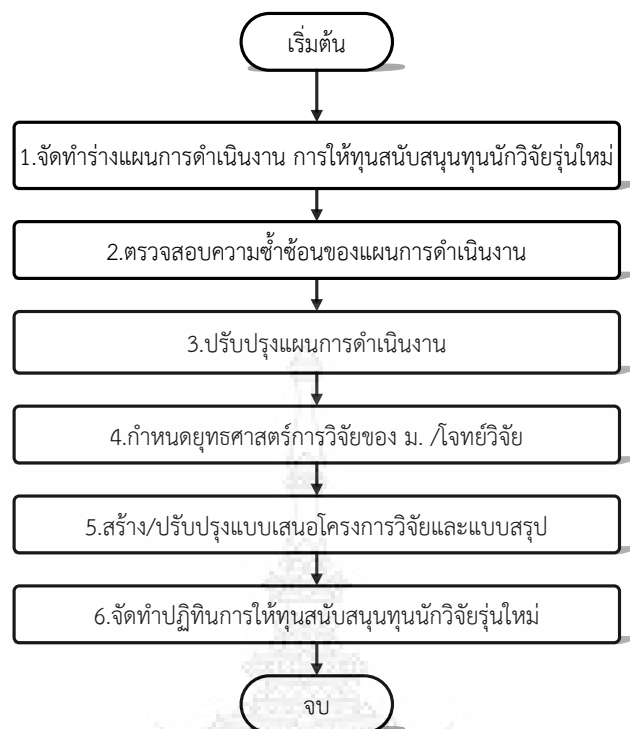 เริ่มต้น
1.จัดทำร่างแผนการดำเนินงาน การให้ทุนสนับสนุนทุนนักวิจัยรุ่นใหม่
2.ตรวจสอบความซ้ำซ้อนของแผนการดำเนินงาน
3.ปรับปรุงแผนการดำเนินงาน
4.กำหนดยุทธศาสตร์การวิจัยของ ม. /โจทย์วิจัย
5.สร้าง/ปรับปรุงแบบเสนอโครงการวิจัยและแบบสรุป
6.จัดทำปฏิทินการให้ทุนสนับสนุนทุนนักวิจัยรุ่นใหม่
จบ